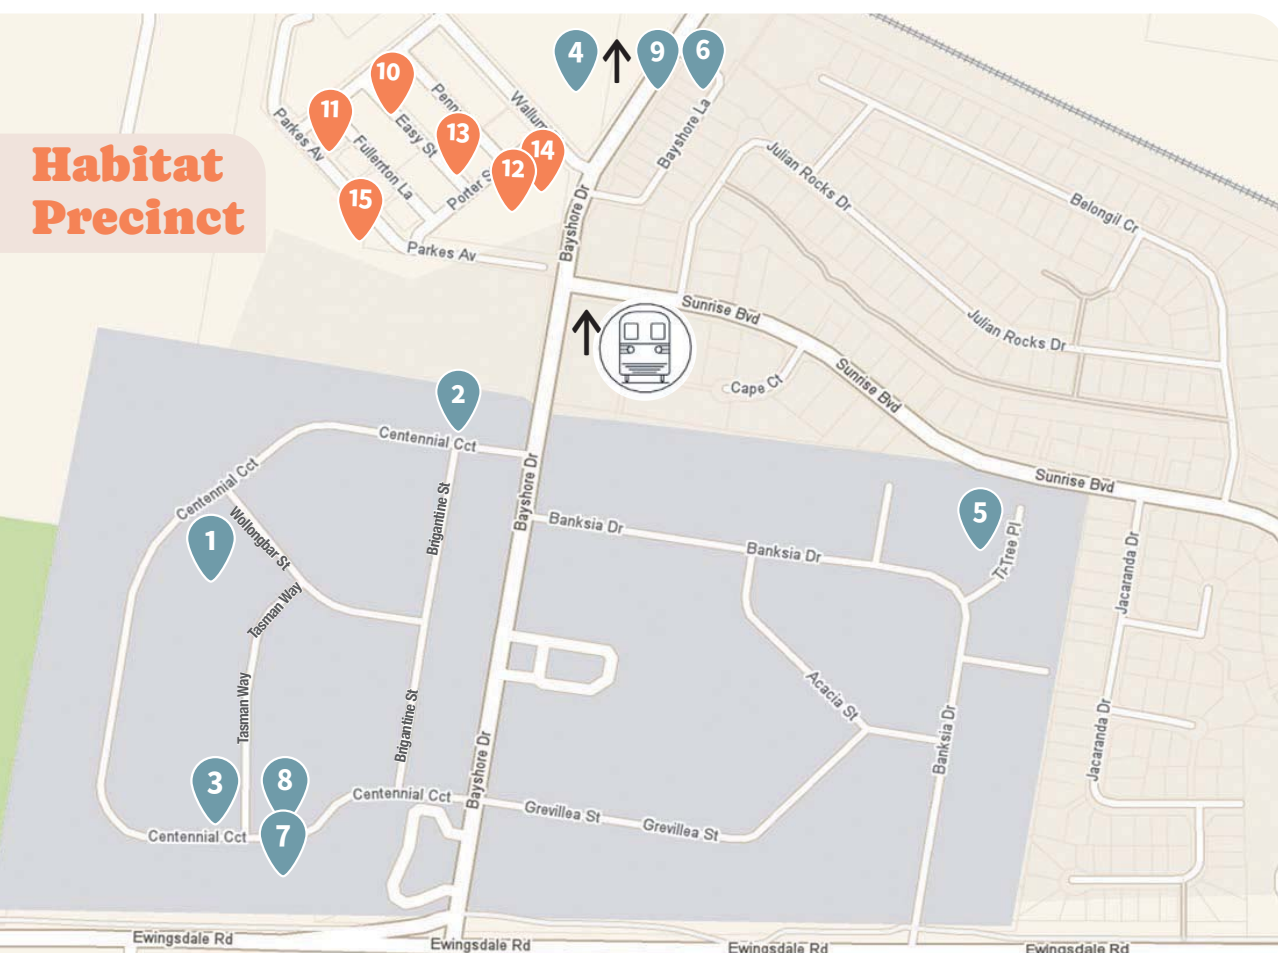 4
9
6
10
11
13
14
12
15
Habitat
Precinct
Parkes Av
Fullerrton La
Easy St
Porter S
Parkes Av
Bayshore Dr
Bayshore La
Julian Rocks Dr
Belongil Cr
Julian Rocks Dr
Sunrise Bvd
Cape Ct
Sunrise Bvd
Sunrise Bvd
2
Centennial Cct
Centennial Cct
1
Wollongbar St
Brigantine St
Bayshore Dr
Banksia Dr
Banksia Dr
5
Ti-Tree Pl
Jacaranda Dr
Tasman Way
Tasman Way
Brigantine St
Acacia St
Banksia Dr
Jacaranda Dr
3
8
7
Centennial Cct
Centennial Cct
Bayshore Dr
Grevillea St
Grevillea St
Ewingsdale Rd
Ewingsdale Rd
Ewingsdale Rd
Ewingsdale Rd